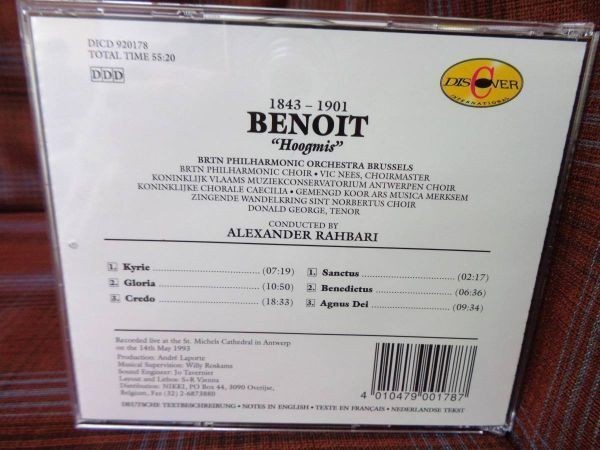 DICD 920178
TOTAL TIME 55:20
DDD
DISCOVER
INTERNATIONAL
1843 – 1901
BENOIT
“Hoogmis”
BRTN PHILHARMONIC ORCHESTRA BRUSSELS
BRTN PHILHARMONIC CHOIR • VIC NEES, CHOIRMASTER
KONINKLIJK VLAAMS MUZIEKCONSERVATORIUM ANTWERPEN CHOIR
KONINKLIJKE CHORALE CAECILIA • GEMENGD KOOR ARS MUSICA MERKSEM
ZINGENDE WANDELKRING SINT NORBERTUS CHOIR
DONALD GEORGE, TENOR
CONDUCTED BY
ALEXANDER RAHBARI
1. Kyrie (07:19)
2. Gloria (10:50)
3. Credo (18:33)
1. Sanctus (02:17)
2. Benedictus (06:36)
3. Agnus Dei (09:34)
Recorded live at the St. Michels Cathedral in Antwerp
on the 14th May 1993
Production: André Laporte
Musical Supervision: Willy Roskams
Sound Engineer: Jo Tavernier
Layout and Lithos: S+R Vienna
Distribution: NIKEI, PO Box 44, 3090 Overijse,
Belgium, Fax (32) 2-6873880
4 010479 001787
DEUTSCHE TEXTBESCHREIBUNG • NOTES IN ENGLISH • TEXTE EN FRANÇAIS • NEDERLANDSE TEKST